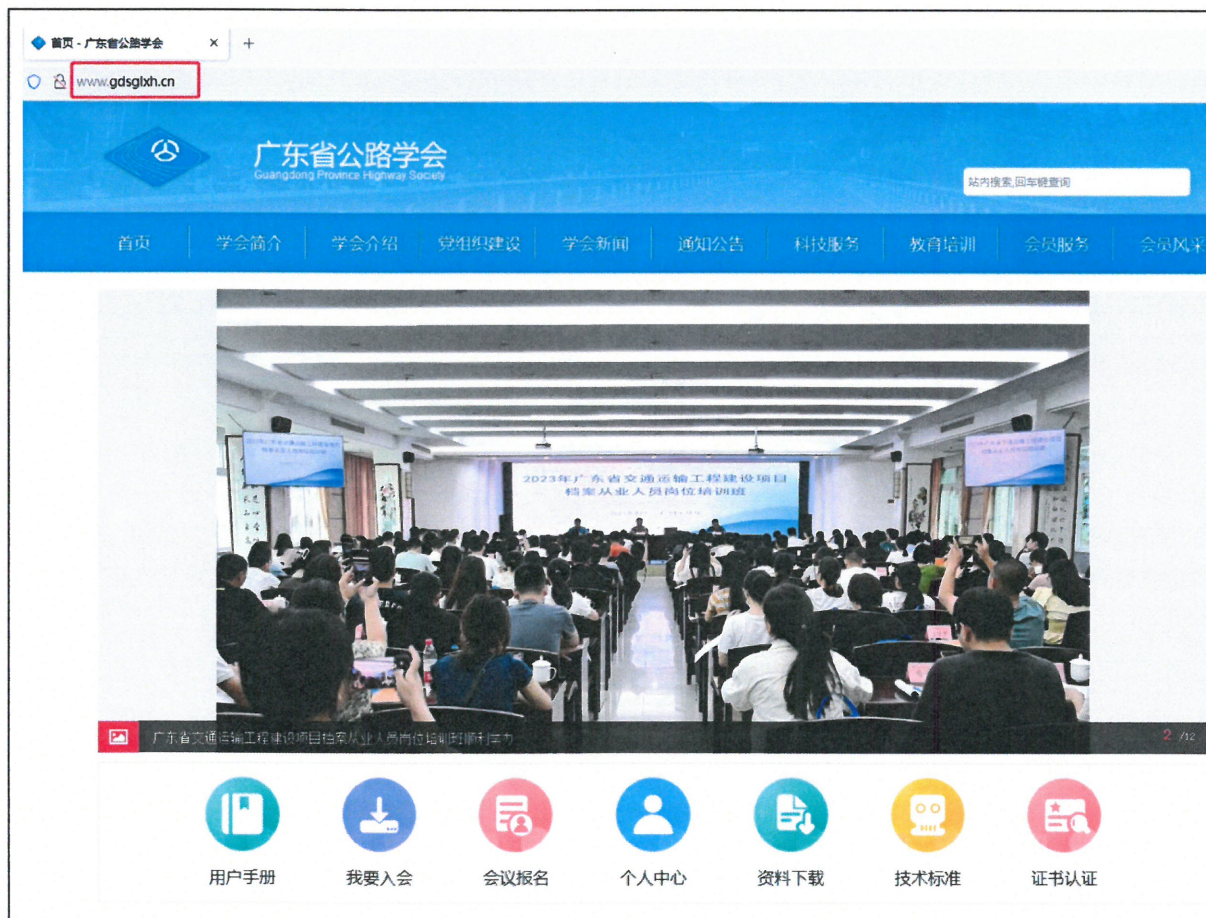 首页 - 广东省公路学会
www.gdsglxh.cn
广东省公路学会
Guangdong Province Highway Society
站内搜索,回车键查询
首页 学会简介 学会介绍 党组织建设 学会新闻 通知公告 科技服务 教育培训 会员服务 会员风采
2023年广东省交通运输工程建设项目
档案从业人员岗位培训班
广东省交通运输工程建设项目档案从业人员岗位培训班顺利举办
2 /12
用户手册 我要入会 会议报名 个人中心 资料下载 技术标准 证书认证